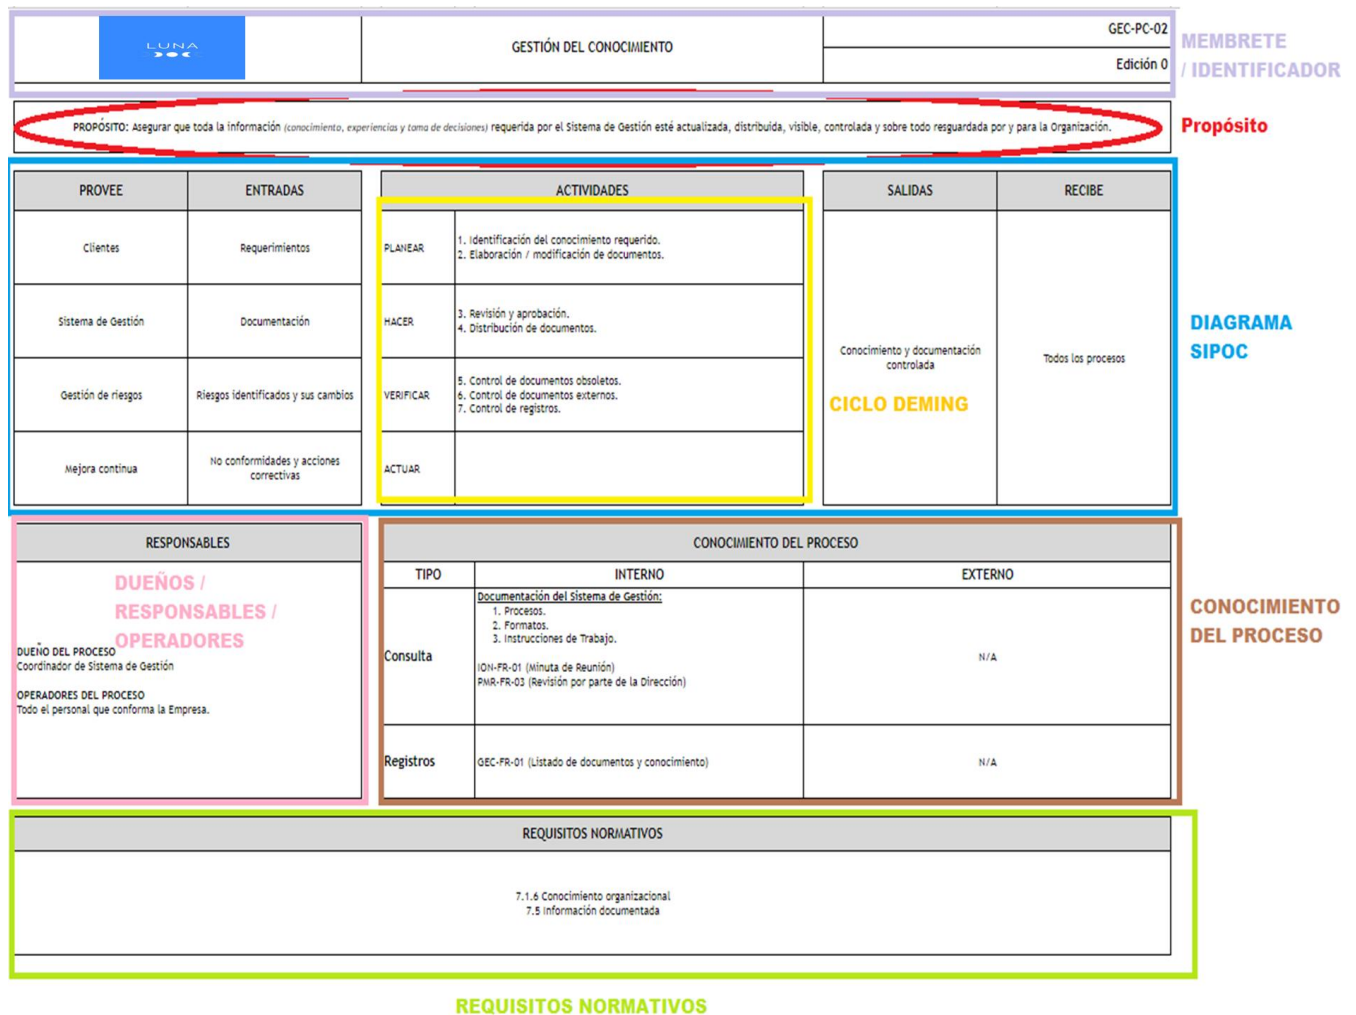 LUNA
GESTIÓN DEL CONOCIMIENTO
GEC-PC-02
Edición 0
MEMBRETE
/ IDENTIFICADOR
PROPÓSITO: Asegurar que toda la información (conocimiento, experiencias y toma de decisiones) requerida por el Sistema de Gestión esté actualizada, distribuida, visible, controlada y sobre todo resguardada por y para la Organización.
Propósito
PROVEE
ENTRADAS
ACTIVIDADES
SALIDAS
RECIBE
Clientes
Requerimientos
PLANEAR
1. Identificación del conocimiento requerido.
2. Elaboración / modificación de documentos.
Sistema de Gestión
Documentación
HACER
3. Revisión y aprobación.
4. Distribución de documentos.
Gestión de riesgos
Riesgos identificados y sus cambios
VERIFICAR
5. Control de documentos obsoletos.
6. Control de documentos externos.
7. Control de registros.
Mejora continua
No conformidades y acciones
correctivas
ACTUAR
Conocimiento y documentación
controlada
Todos los procesos
CICLO DEMING
DIAGRAMA
SIPOC
RESPONSABLES
DUEÑOS /
RESPONSABLES /
OPERADORES
DUEÑO DEL PROCESO
Coordinador de Sistema de Gestión
OPERADORES DEL PROCESO
Todo el personal que conforma la Empresa.
CONOCIMIENTO DEL PROCESO
TIPO
INTERNO
EXTERNO
Consulta
Documentación del Sistema de Gestión:
1. Procesos.
2. Formatos.
3. Instrucciones de Trabajo.
ION-FR-01 (Minuta de Reunión)
PMR-FR-03 (Revisión por parte de la Dirección)
N/A
Registros
GEC-FR-01 (Listado de documentos y conocimiento)
N/A
CONOCIMIENTO
DEL PROCESO
REQUISITOS NORMATIVOS
7.1.6 Conocimiento organizacional
7.5 Información documentada
REQUISITOS NORMATIVOS